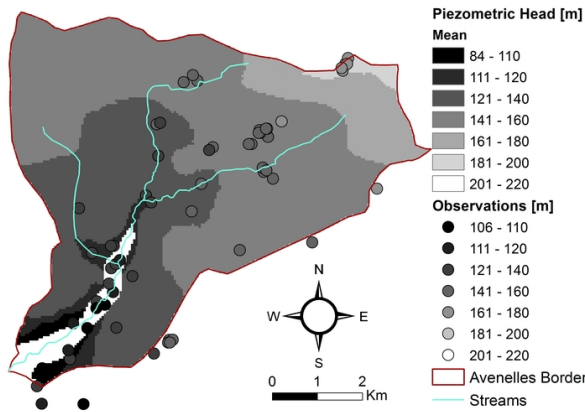 Piezometric Head [m]
Mean
84 - 110
111 - 120
121 - 140
141 - 160
161 - 180
181 - 200
201 - 220
Observations [m]
106 - 110
111 - 120
121 - 140
141 - 160
161 - 180
181 - 200
201 - 220
Avenelles Border
Streams
N
W E
S
0 1 2
Km